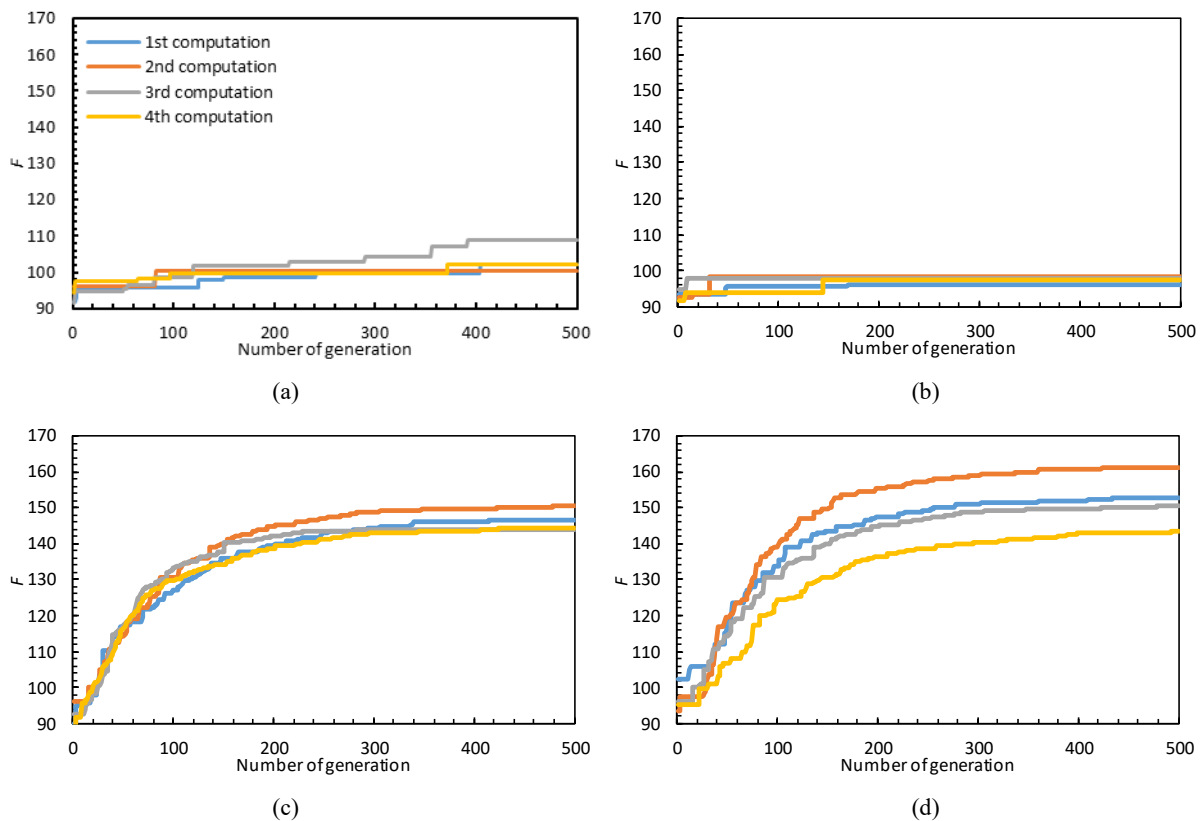 170
160
150
140
130
120
110
100
90
F
1st computation
2nd computation
3rd computation
4th computation
0 100 200 300 400 500
Number of generation
(a)
170
160
150
140
130
120
110
100
90
F
0 100 200 300 400 500
Number of generation
(b)
170
160
150
140
130
120
110
100
90
F
0 100 200 300 400 500
Number of generation
(c)
170
160
150
140
130
120
110
100
90
F
0 100 200 300 400 500
Number of generation
(d)